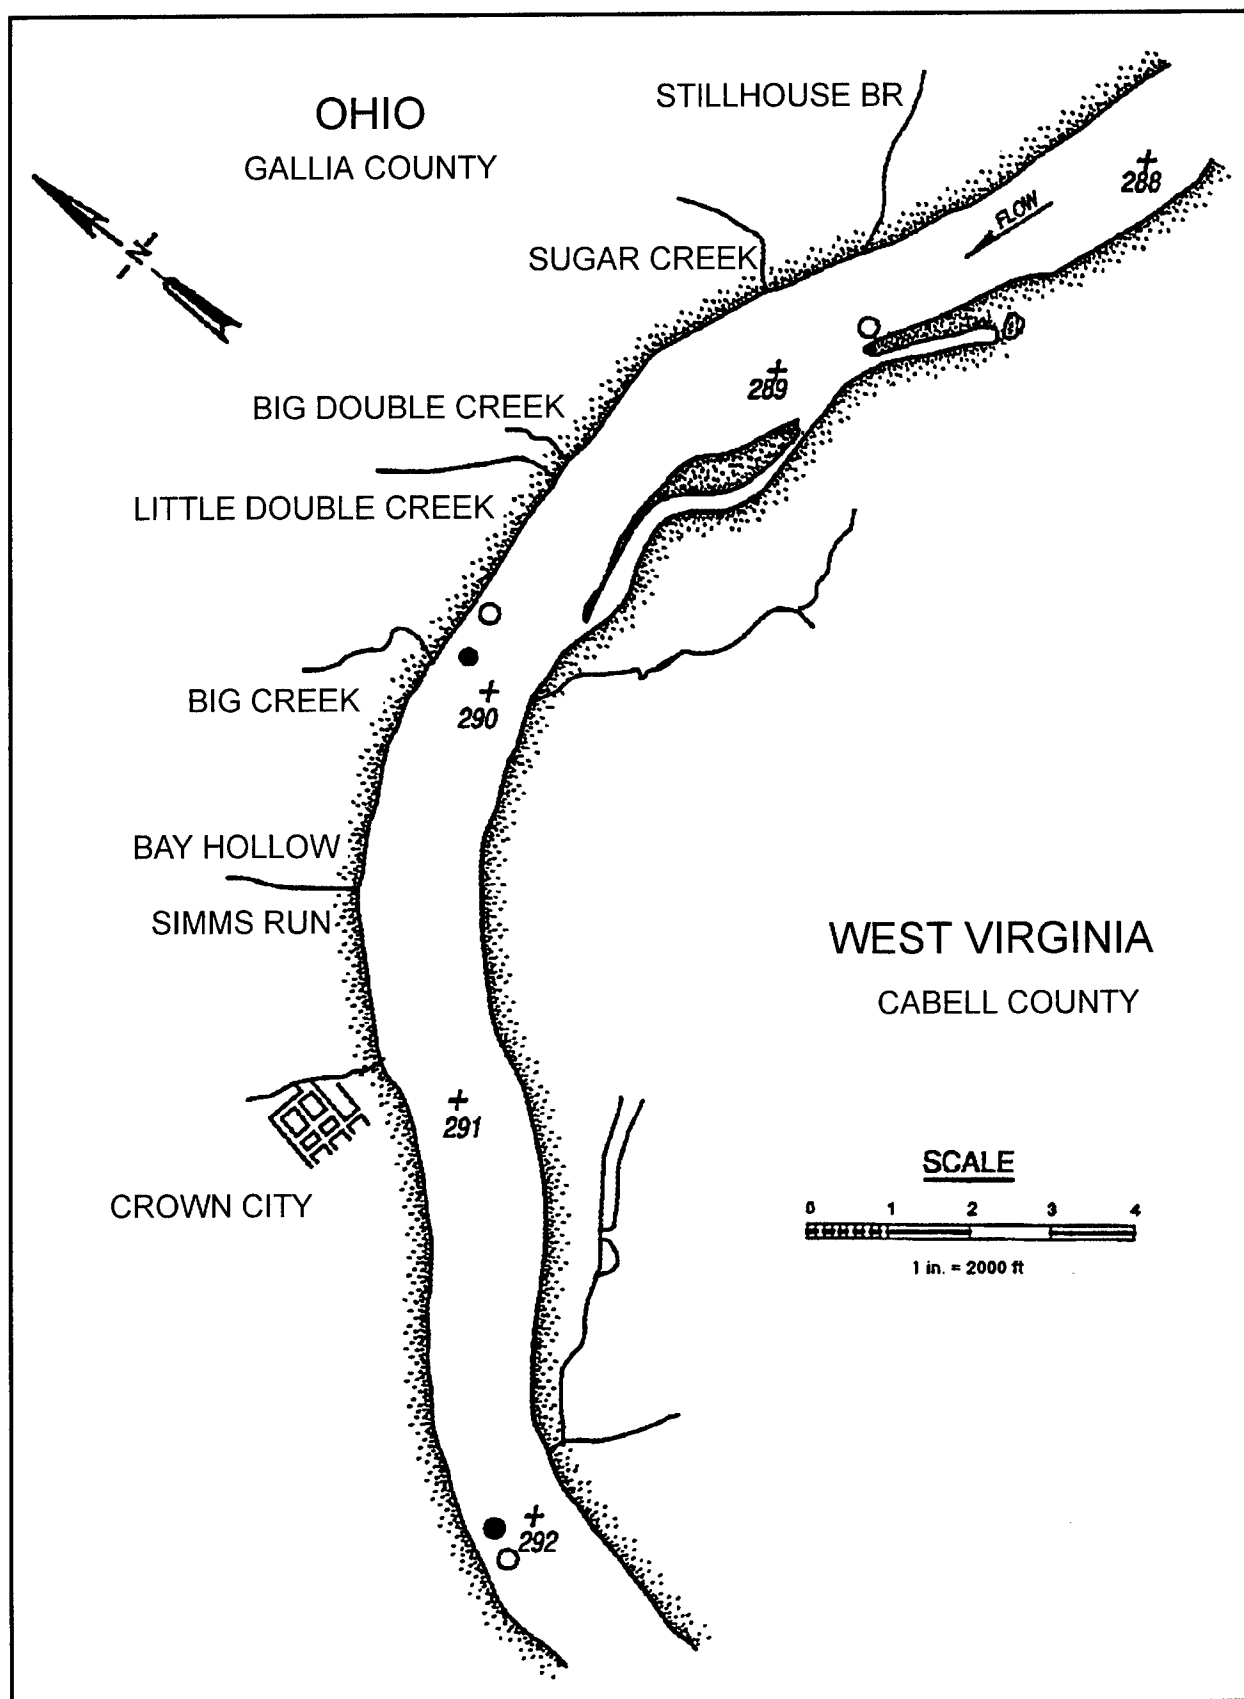 OHIO
GALLIA COUNTY
STILLHOUSE BR
288
FLOW
N
SUGAR CREEK
289
BIG DOUBLE CREEK
LITTLE DOUBLE CREEK
BIG CREEK
290
BAY HOLLOW
SIMMS RUN
WEST VIRGINIA
CABELL COUNTY
291
CROWN CITY
SCALE
0 1 2 3 4
1 in. = 2000 ft
292